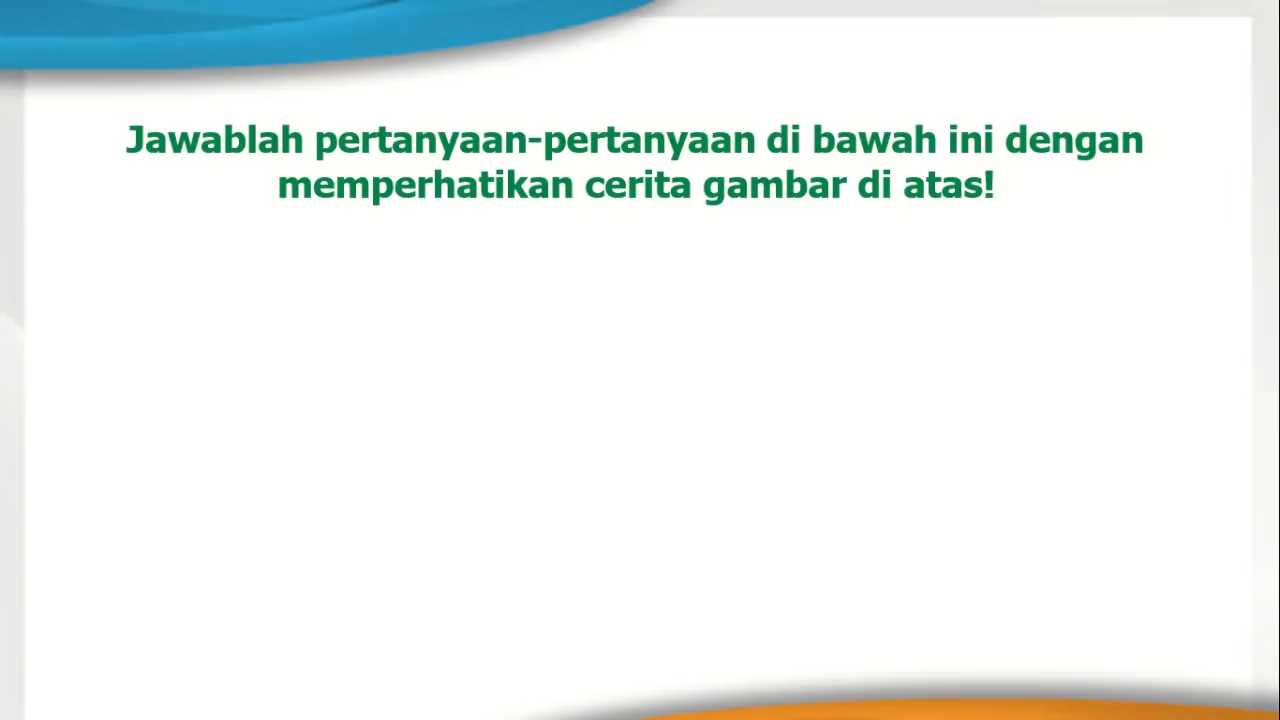 Jawablah pertanyaan-pertanyaan di bawah ini dengan
memperhatikan cerita gambar di atas!